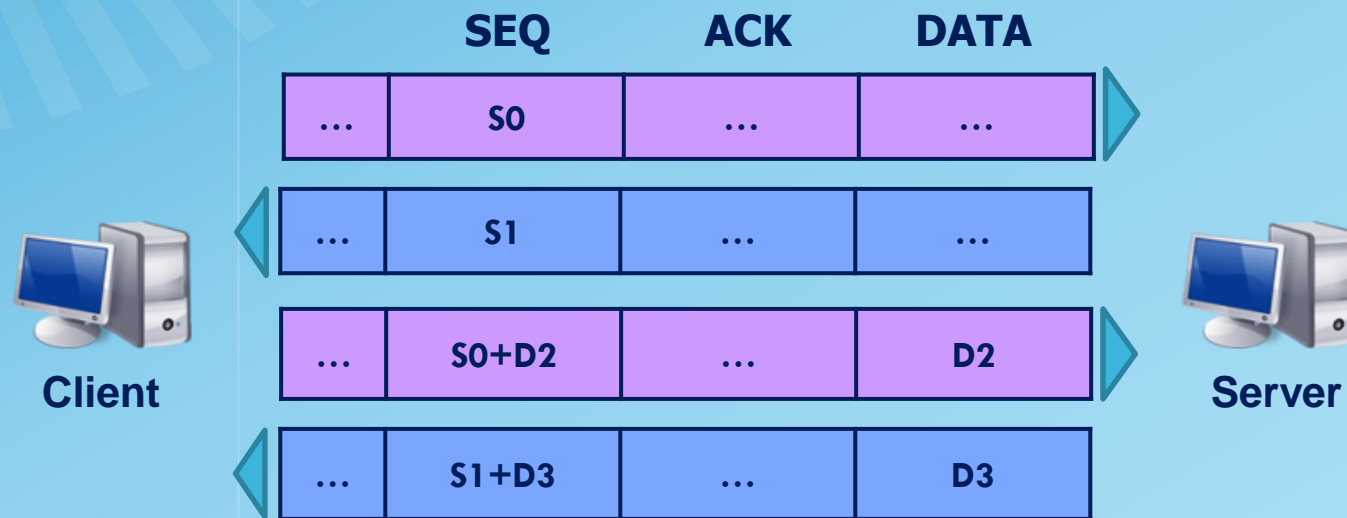 SEQ ACK DATA
... S0 ... ...
... S1 ... ...
... S0+D2 ... D2
Client Server
... S1+D3 ... D3